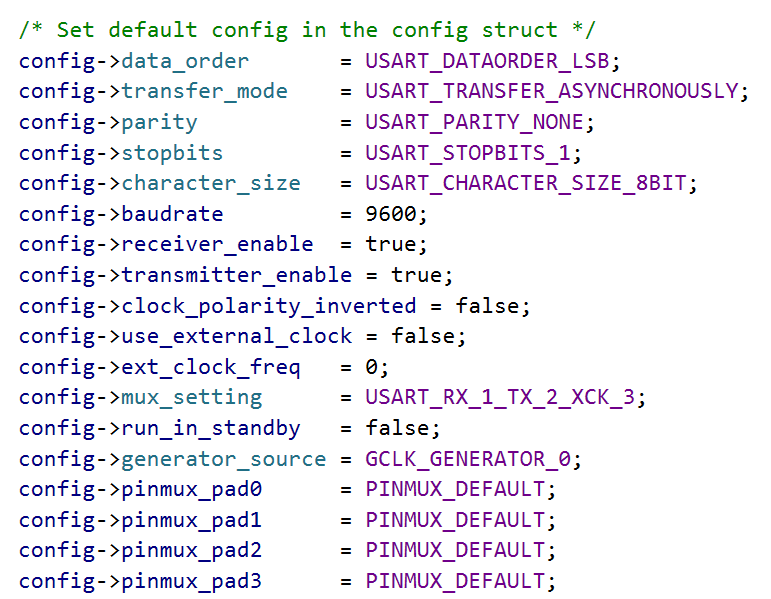 /* Set default config in the config struct */
config->data_order       = USART_DATAORDER_LSB;
config->transfer_mode    = USART_TRANSFER_ASYNCHRONOUSLY;
config->parity           = USART_PARITY_NONE;
config->stopbits         = USART_STOPBITS_1;
config->character_size   = USART_CHARACTER_SIZE_8BIT;
config->baudrate         = 9600;
config->receiver_enable  = true;
config->transmitter_enable = true;
config->clock_polarity_inverted = false;
config->use_external_clock = false;
config->ext_clock_freq   = 0;
config->mux_setting      = USART_RX_1_TX_2_XCK_3;
config->run_in_standby   = false;
config->generator_source = GCLK_GENERATOR_0;
config->pinmux_pad0      = PINMUX_DEFAULT;
config->pinmux_pad1      = PINMUX_DEFAULT;
config->pinmux_pad2      = PINMUX_DEFAULT;
config->pinmux_pad3      = PINMUX_DEFAULT;